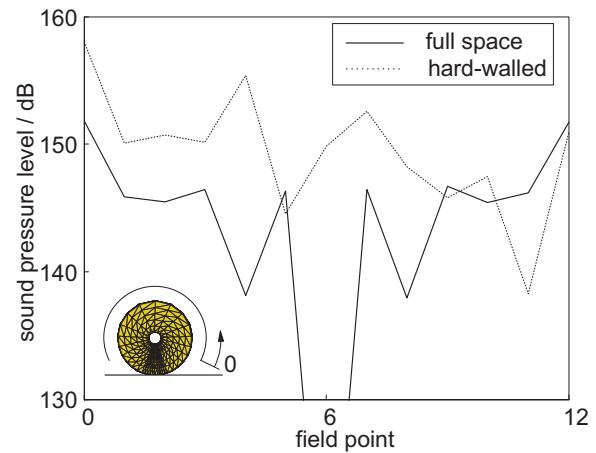 160
full space
hard-walled
150
sound pressure level / dB
140
0
130
0
6
12
field point